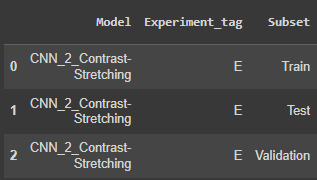 Model Experiment_tag Subset
0 CNN_2_Contrast-
Stretching E Train
1 CNN_2_Contrast-
Stretching E Test
2 CNN_2_Contrast-
Stretching E Validation